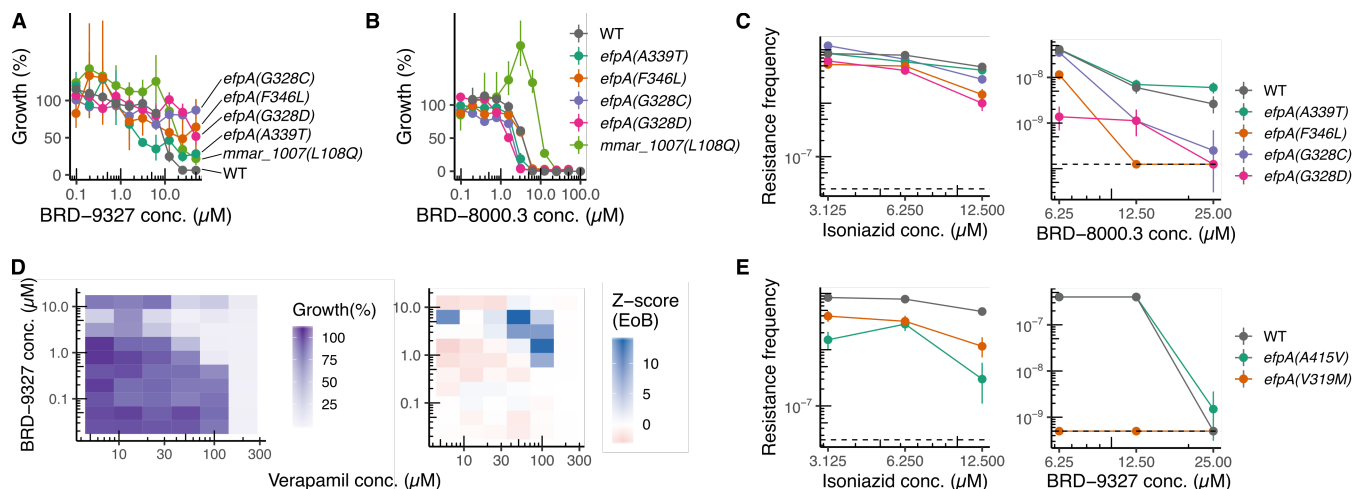 A
Growth (%)
100
50
0
0.1
1.0
10.0
BRD−9327 conc. (µM)
efpA(G328C)
efpA(F346L)
efpA(G328D)
efpA(A339T)
mmar_1007(L108Q)
WT
B
Growth (%)
100
50
0
0.1
1.0
10.0
100.0
BRD−8000.3 conc. (µM)
WT
efpA(A339T)
efpA(F346L)
efpA(G328C)
efpA(G328D)
mmar_1007(L108Q)
C
Resistance frequency
10−7
3.125
6.250
12.500
Isoniazid conc. (µM)
10−8
10−9
6.25
12.50
25.00
BRD−8000.3 conc. (µM)
WT
efpA(A339T)
efpA(F346L)
efpA(G328C)
efpA(G328D)
D
BRD−9327 conc. (µM)
10.0
1.0
0.1
10
30
100
300
Growth(%)
100
75
50
25
10.0
1.0
0.1
10
30
100
300
Verapamil conc. (µM)
Z−score
(EoB)
10
5
0
E
Resistance frequency
10−7
3.125
6.250
12.500
Isoniazid conc. (µM)
10−7
10−8
10−9
6.25
12.50
25.00
BRD−9327 conc. (µM)
WT
efpA(A415V)
efpA(V319M)